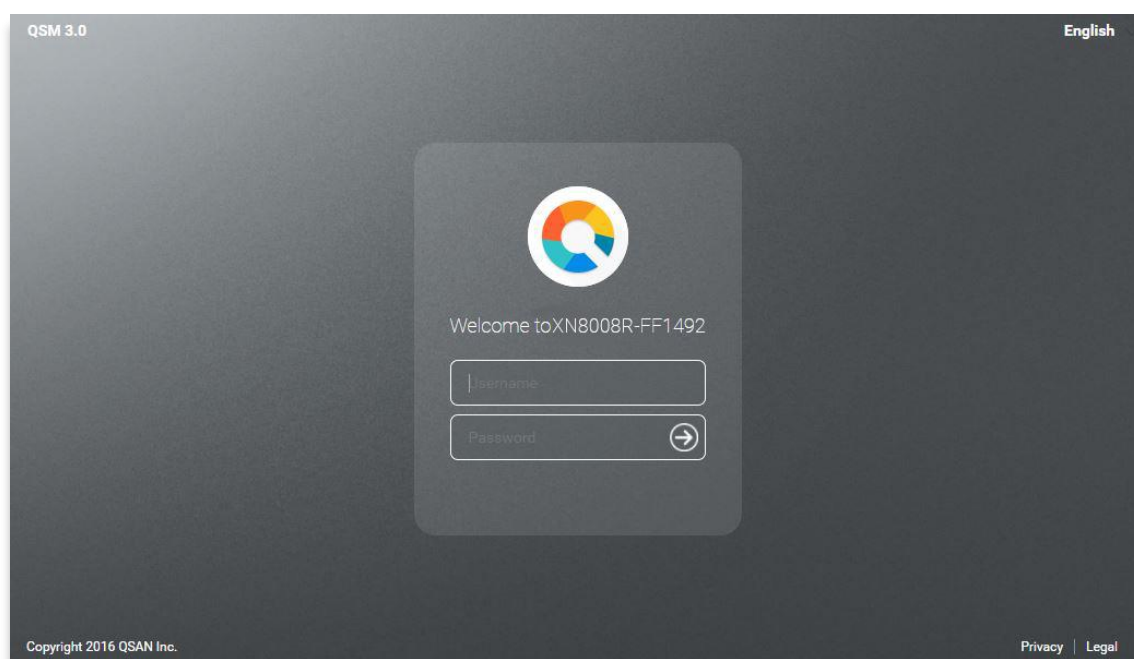 QSM 3.0
English
Welcome toXN8008R-FF1492
Username
Password
Copyright 2016 QSAN Inc.
Privacy | Legal